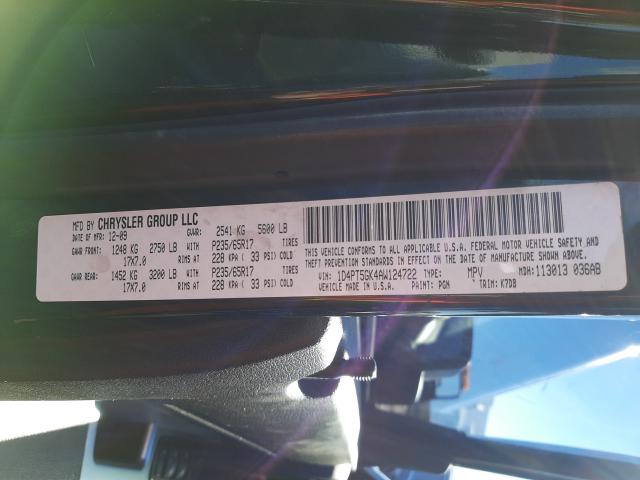 MFD BY CHRYSLER GROUP LLC
DATE OF MFR: 12-09 GVWR: 2541 KG 5600 LB
GAWR FRONT: 1248 KG 2750 LB WITH P235/65R17 TIRES
17X7.0 AT 228 KPA ( 33 PSI) COLD
GAWR REAR: 1452 KG 3200 LB WITH P235/65R17 TIRES
17X7.0 AT 228 KPA ( 33 PSI) COLD
THIS VEHICLE CONFORMS TO ALL APPLICABLE U.S.A. FEDERAL MOTOR VEHICLE SAFETY
AND THEFT PREVENTION STANDARDS IN EFFECT ON THE DATE OF MANUFACTURE SHOWN ABOVE
VIN: 1D4PT5GK4AW124722 TYPE: MPV MDH: 113013 036AB
VEHICLE MADE IN U.S.A. PAINT: PGN TRIM: K7DB